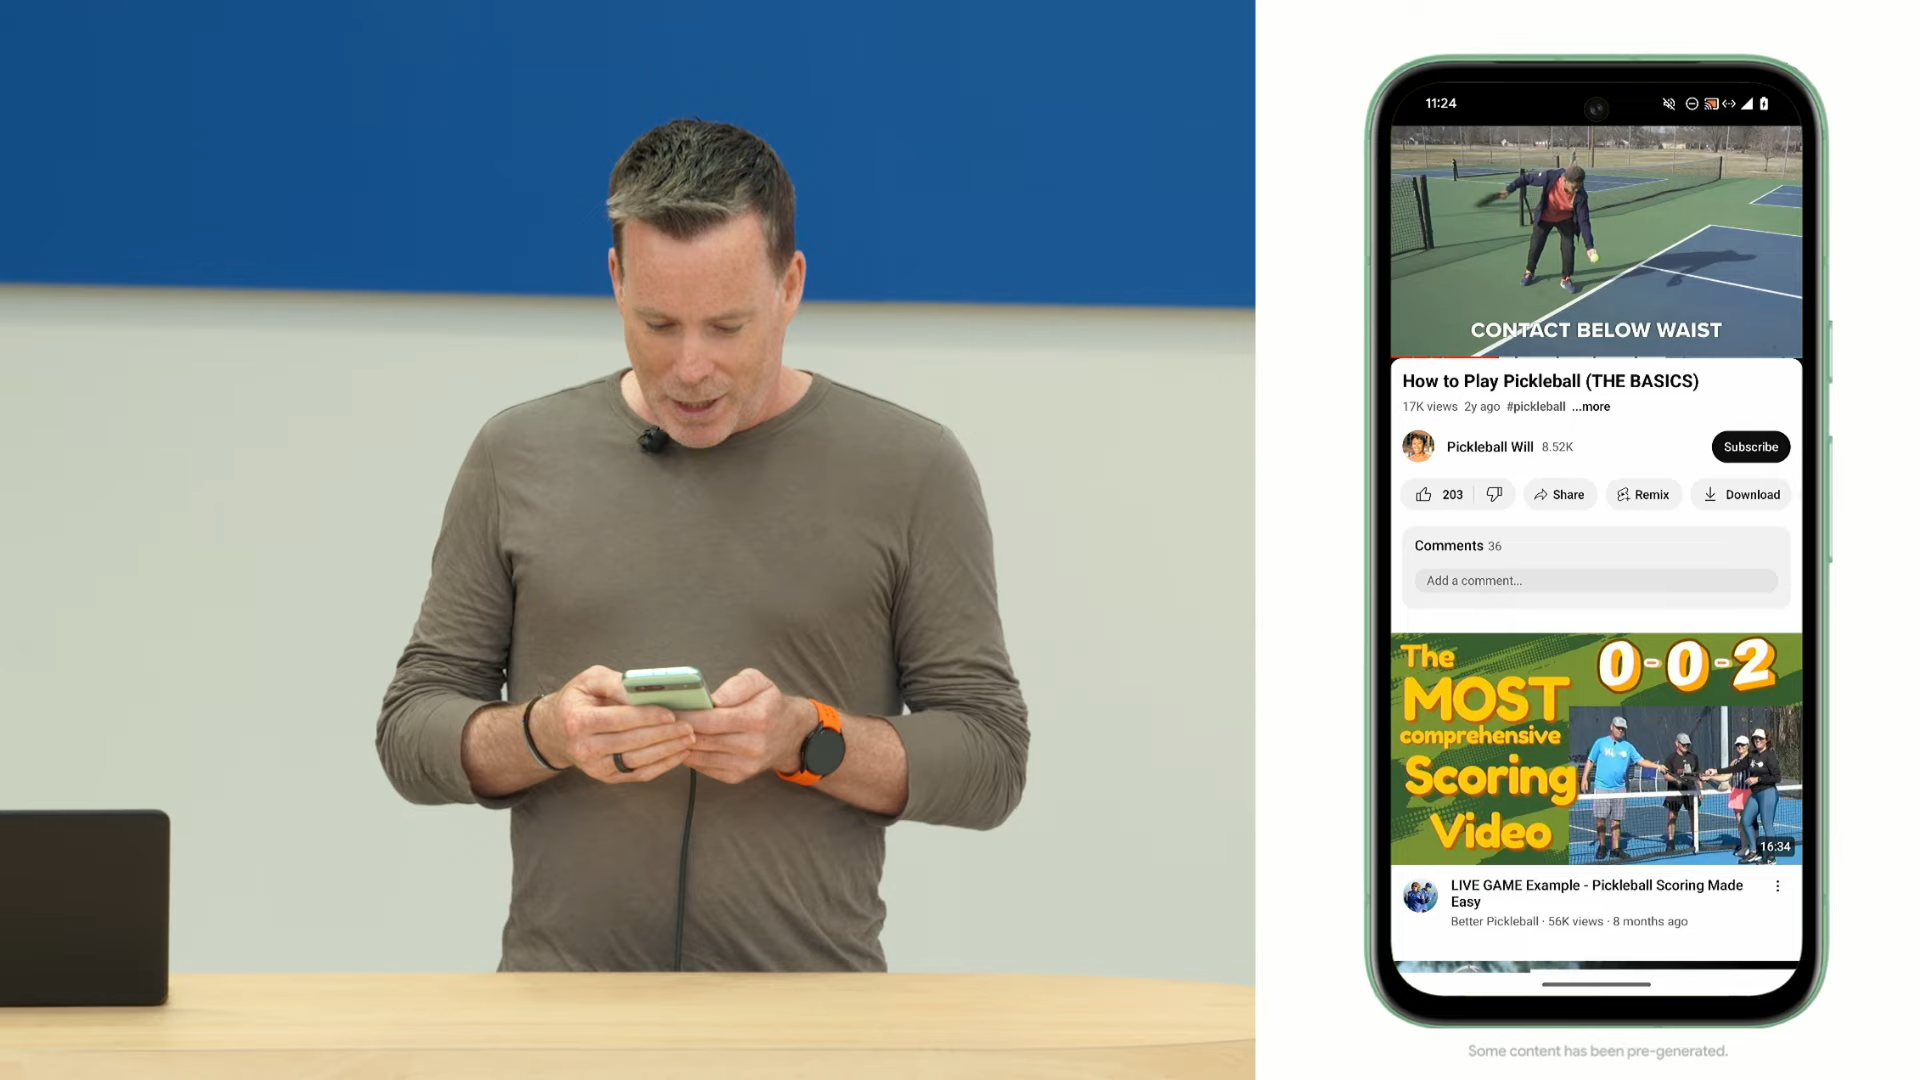 11:24
CONTACT BELOW WAIST
How to Play Pickleball (THE BASICS)
17K views 2y ago #pickleball ...more
Pickleball Will 8.52K
Subscribe
203
Share
Remix
Download
Comments 36
Add a comment...
The
MOST
comprehensive
Scoring
Video
0-0-2
16:34
LIVE GAME Example - Pickleball Scoring Made
Easy
Better Pickleball · 56K views · 8 months ago
Some content has been pre-generated.